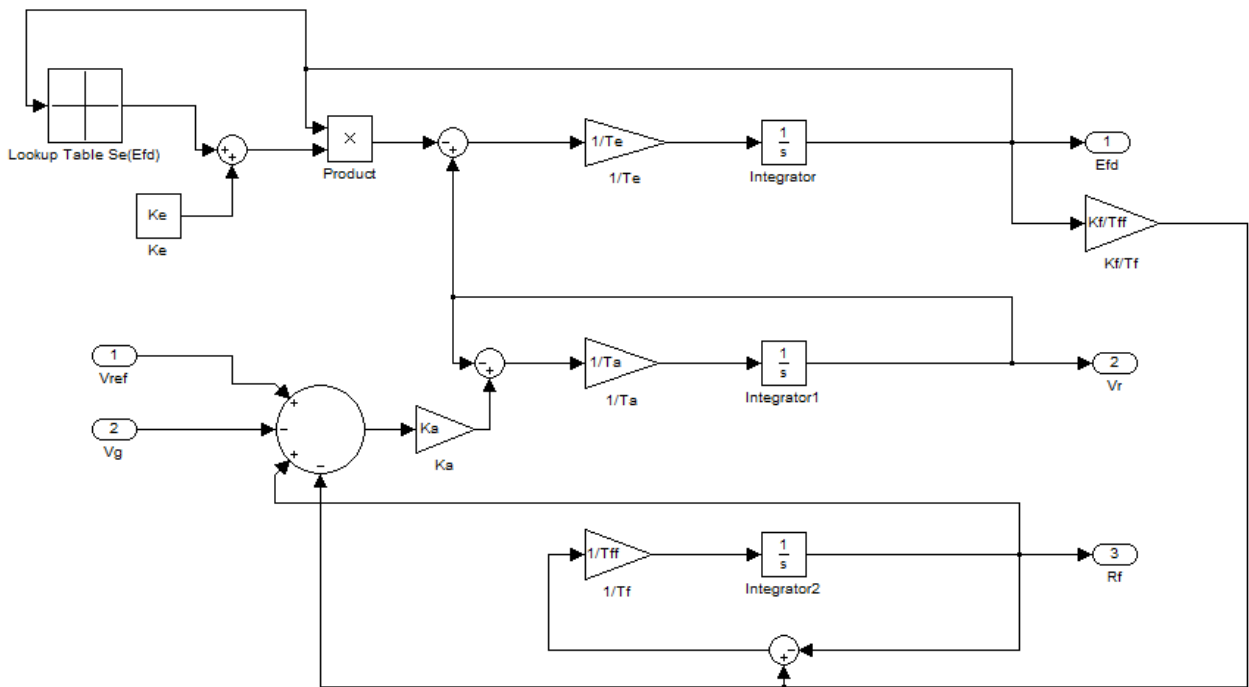 Lookup Table Se(Efd)
+
+
Ke
Ke
×
Product
-
+
1/Te
1/Te
1
s
Integrator
1
Efd
Kf/Tff
Kf/Tf
1
Vref
2
Vg
+
-
+
-
Ka
Ka
-
+
1/Ta
1/Ta
1
s
Integrator1
2
Vr
1/Tff
1/Tf
1
s
Integrator2
3
Rf
-
+